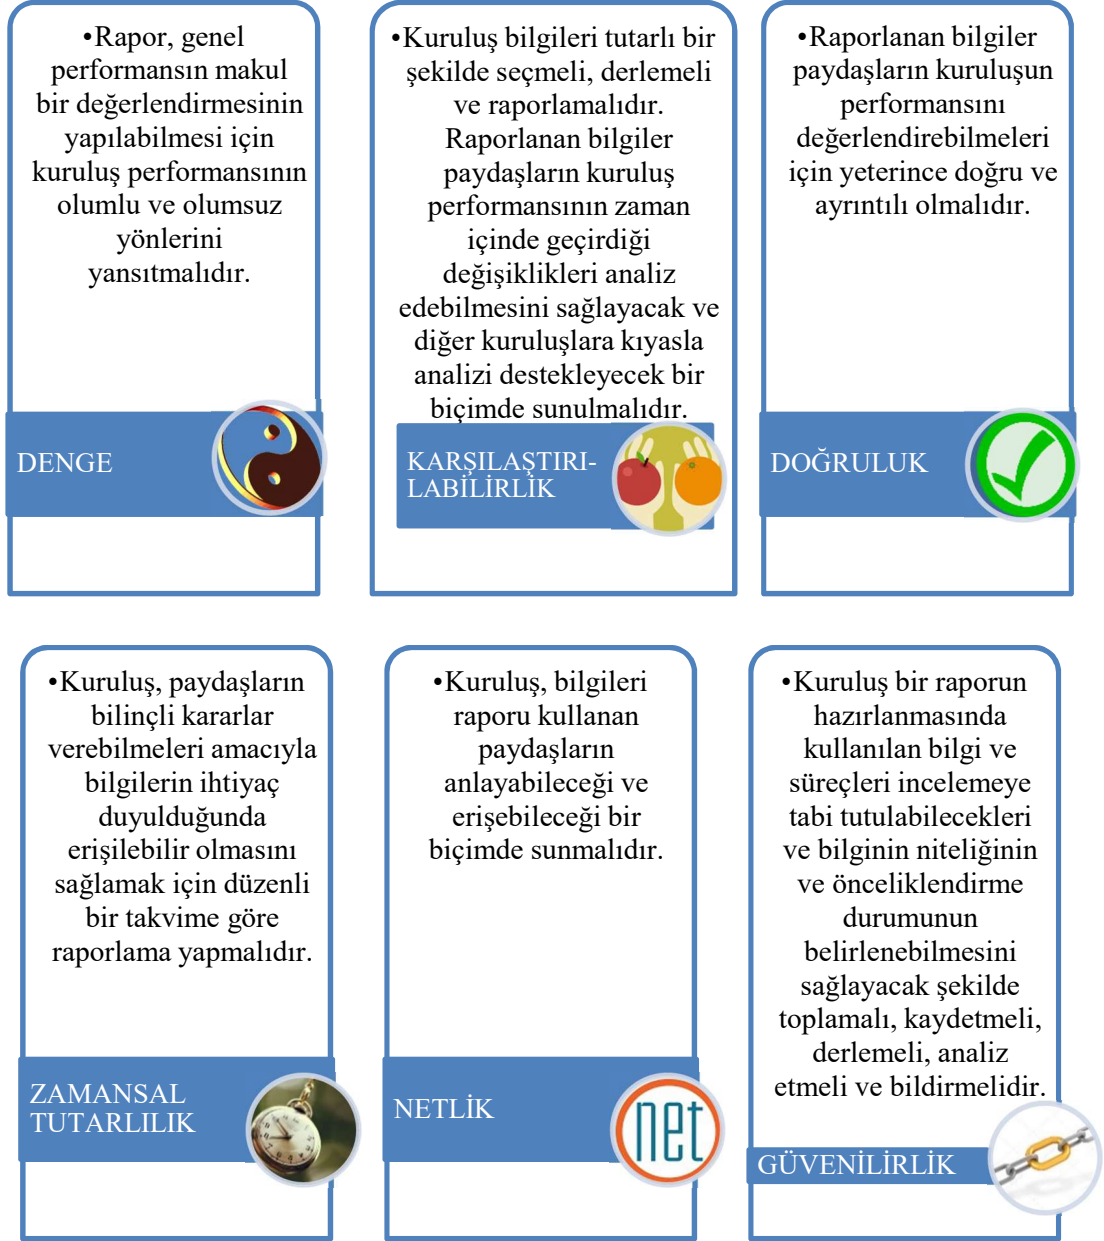 •Rapor, genel
performansın makul
bir değerlendirmesinin
yapılabilmesi için
kuruluş performansının
olumlu ve olumsuz
yönlerini
yansıtmalıdır.
DENGE
•Kuruluş bilgileri tutarlı bir
şekilde seçmeli, derlemeli
ve raporlamalıdır.
Raporlanan bilgiler
paydaşların kuruluş
performansının zaman
içinde geçirdiği
değişiklikleri analiz
edebilmesini sağlayacak ve
diğer kuruluşlara kıyasla
analizi destekleyecek bir
biçimde sunulmalıdır.
KARŞILAŞTIRI-
LABİLİRLİK
•Raporlanan bilgiler
paydaşların kuruluşun
performansını
değerlendirebilmeleri
için yeterince doğru ve
ayrıntılı olmalıdır.
DOĞRULUK
•Kuruluş, paydaşların
bilinçli kararlar
verebilmeleri amacıyla
bilgilerin ihtiyaç
duyulduğunda
erişilebilir olmasını
sağlamak için düzenli
bir takvime göre
raporlama yapmalıdır.
ZAMANSAL
TUTARLILIK
•Kuruluş, bilgileri
raporu kullanan
paydaşların
anlayabileceği ve
erişebileceği bir
biçimde sunmalıdır.
NETLİK
net
•Kuruluş bir raporun
hazırlanmasında
kullanılan bilgi ve
süreçleri incelemeye
tabi tutulabilecekleri
ve bilginin niteliğinin
ve önceliklendirme
durumunun
belirlenebilmesini
sağlayacak şekilde
toplamalı, kaydetmeli,
derlemeli, analiz
etmeli ve bildirmelidir.
GÜVENİLİRLİK